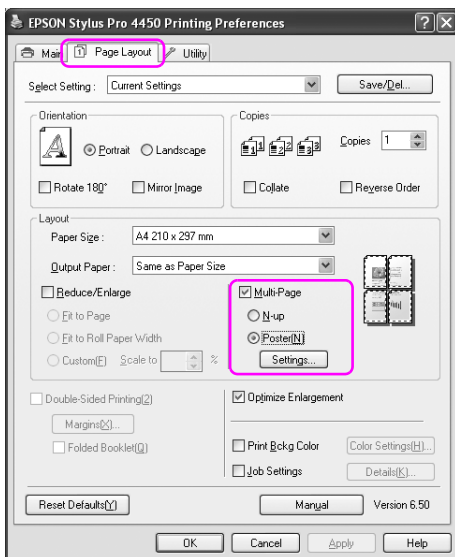 EPSON Stylus Pro 4450 Printing Preferences
Main Page Layout Utility
Select Setting : Current Settings Save/Del...
Orientation Copies
Portrait Landscape Copies 1
Rotate 180° Mirror Image Collate Reverse Order
Layout
Paper Size : A4 210 x 297 mm
Output Paper : Same as Paper Size
Reduce/Enlarge Multi-Page
Fit to Page N-up
Fit to Roll Paper Width Poster(N)
Custom(F) Scale to % Settings...
Double-Sided Printing(2) Optimize Enlargement
Margins(X)...
Folded Booklet(Q) Print Bckg Color Color Settings(H)...
Job Settings Details(K)...
Reset Defaults(Y) Manual Version 6.50
OK Cancel Apply Help